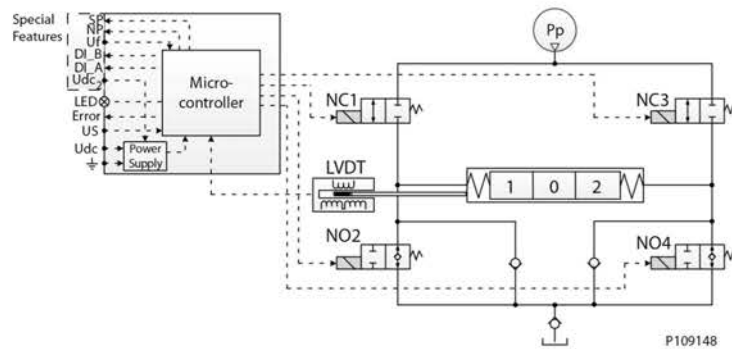 Special
Features
SP
NP
Uf
DI_B
DI_A
Udc2
LED
Error
US
Udc
Micro-
controller
Power
Supply
Pp
NC1
NC3
LVDT
1 0 2
NO2
NO4
P109148